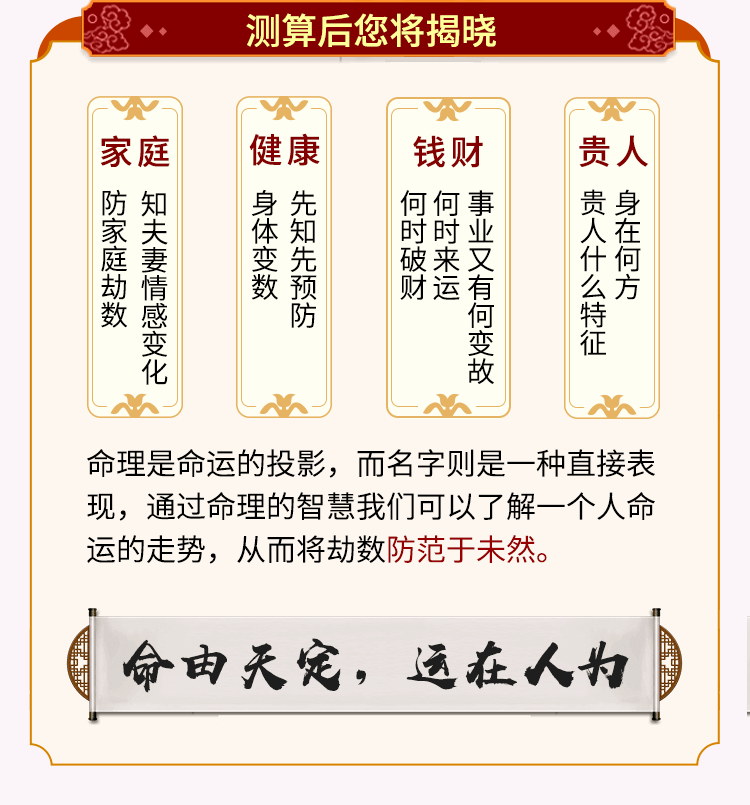 测算后您将揭晓
家庭
知夫妻情感变化
防家庭劫数
健康
先知先预防
身体变数
钱财
事业又有何变故
何时来运
何时破财
贵人
身在何方
贵人什么特征
命理是命运的投影，而名字则是一种直接表
现，通过命理的智慧我们可以了解一个人命
运的走势，从而将劫数防范于未然。
命由天定，运在人为